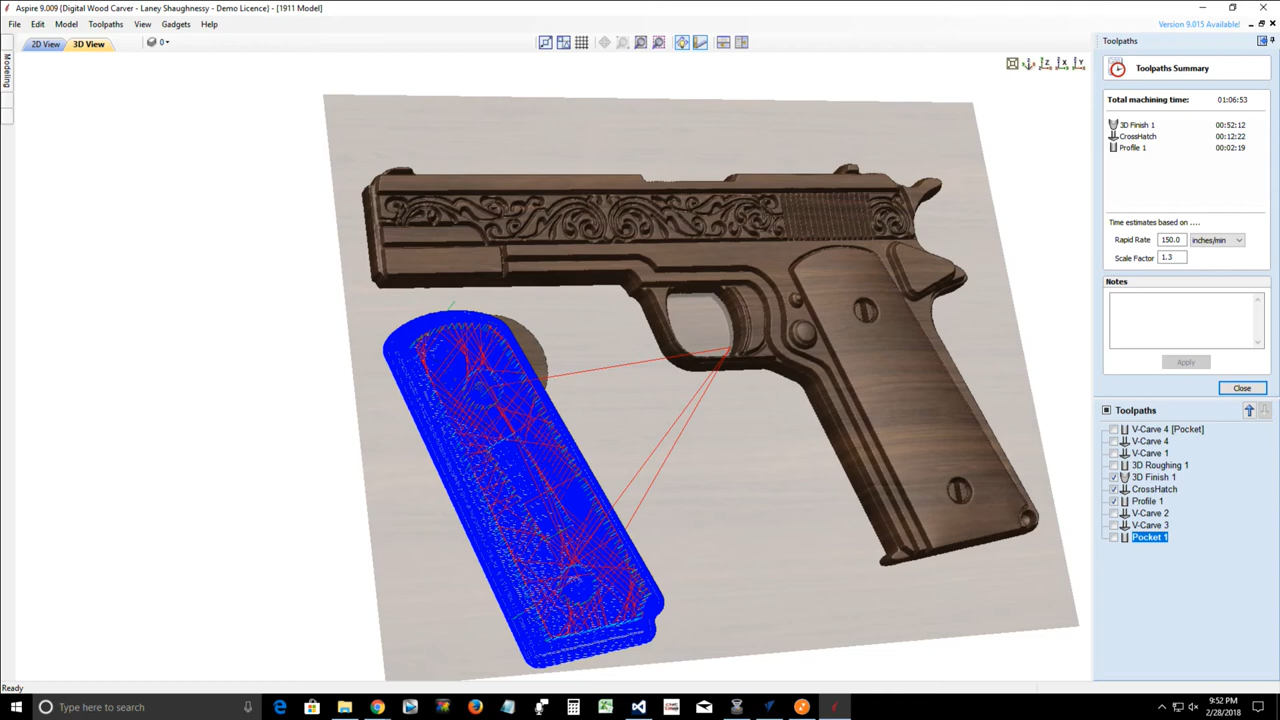 Aspire 9.009 {Digital Wood Carver - Laney Shaughnessy - Demo Licence} - [1911 Model]
File Edit Model Toolpaths View Gadgets Help
Version 9.015 Available!
2D View 3D View 0
Toolpaths
Modeling
Toolpaths Summary
Total machining time: 01:06:53
3D Finish 1 00:52:12
CrossHatch 00:12:22
Profile 1 00:02:19
Time estimates based on ....
Rapid Rate 150.0 inches/min
Scale Factor 1.3
Notes
Apply
Close
Toolpaths
V-Carve 4 [Pocket]
V-Carve 4
V-Carve 1
3D Roughing 1
3D Finish 1
CrossHatch
Profile 1
V-Carve 2
V-Carve 3
Pocket 1
Ready
Type here to search
9:52 PM
2/28/2018